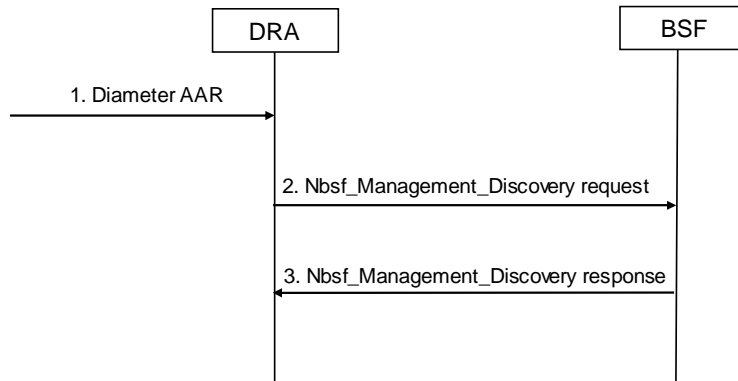 DRA
BSF
1. Diameter AAR
2. Nbsf_Management_Discovery request
3. Nbsf_Management_Discovery response